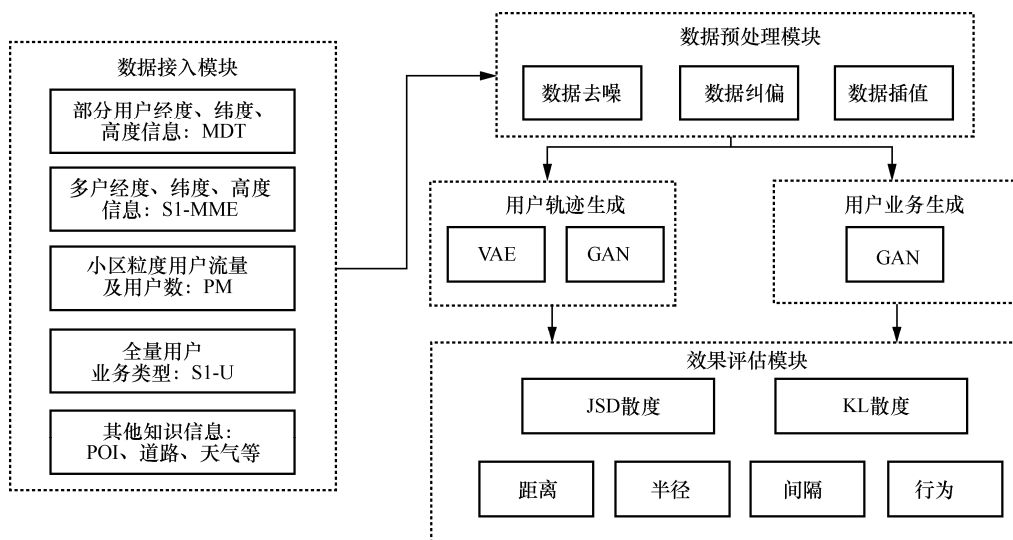 数据接入模块
部分用户经度、纬度、
高度信息：MDT
多户经度、纬度、高度
信息：S1-MME
小区粒度用户流量
及用户数：PM
全量用户
业务类型：S1-U
其他知识信息：
POI、道路、天气等
数据预处理模块
数据去噪
数据纠偏
数据插值
用户轨迹生成
VAE
GAN
用户业务生成
GAN
效果评估模块
JSD散度
KL散度
距离
半径
间隔
行为